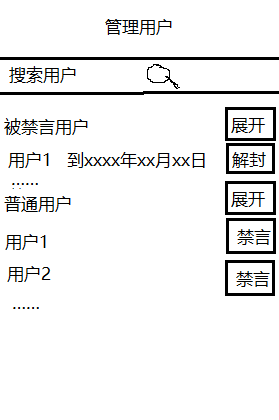 管理用户
搜索用户
被禁言用户 展开
用户1 到xxxx年xx月xx日 解封
......
普通用户 展开
用户1 禁言
用户2 禁言
......